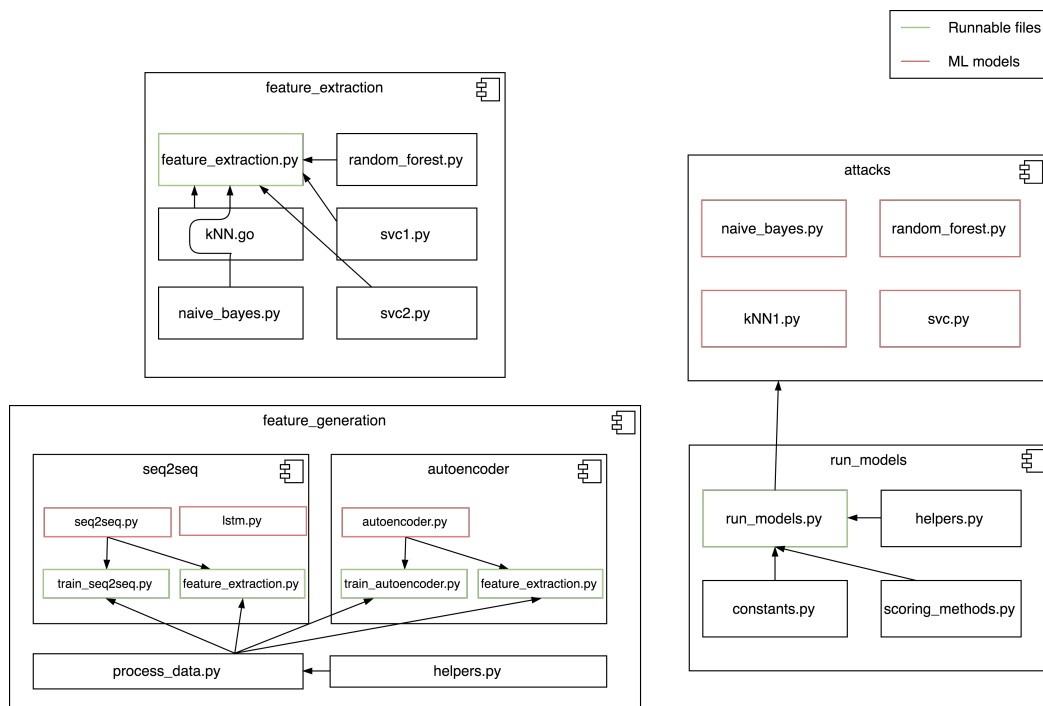 Runnable files
ML models
feature_extraction
feature_extraction.py
random_forest.py
kNN.go
svc1.py
naive_bayes.py
svc2.py
attacks
naive_bayes.py
random_forest.py
kNN1.py
svc.py
feature_generation
seq2seq
seq2seq.py
lstm.py
train_seq2seq.py
feature_extraction.py
autoencoder
autoencoder.py
train_autoencoder.py
feature_extraction.py
process_data.py
helpers.py
run_models
run_models.py
helpers.py
constants.py
scoring_methods.py